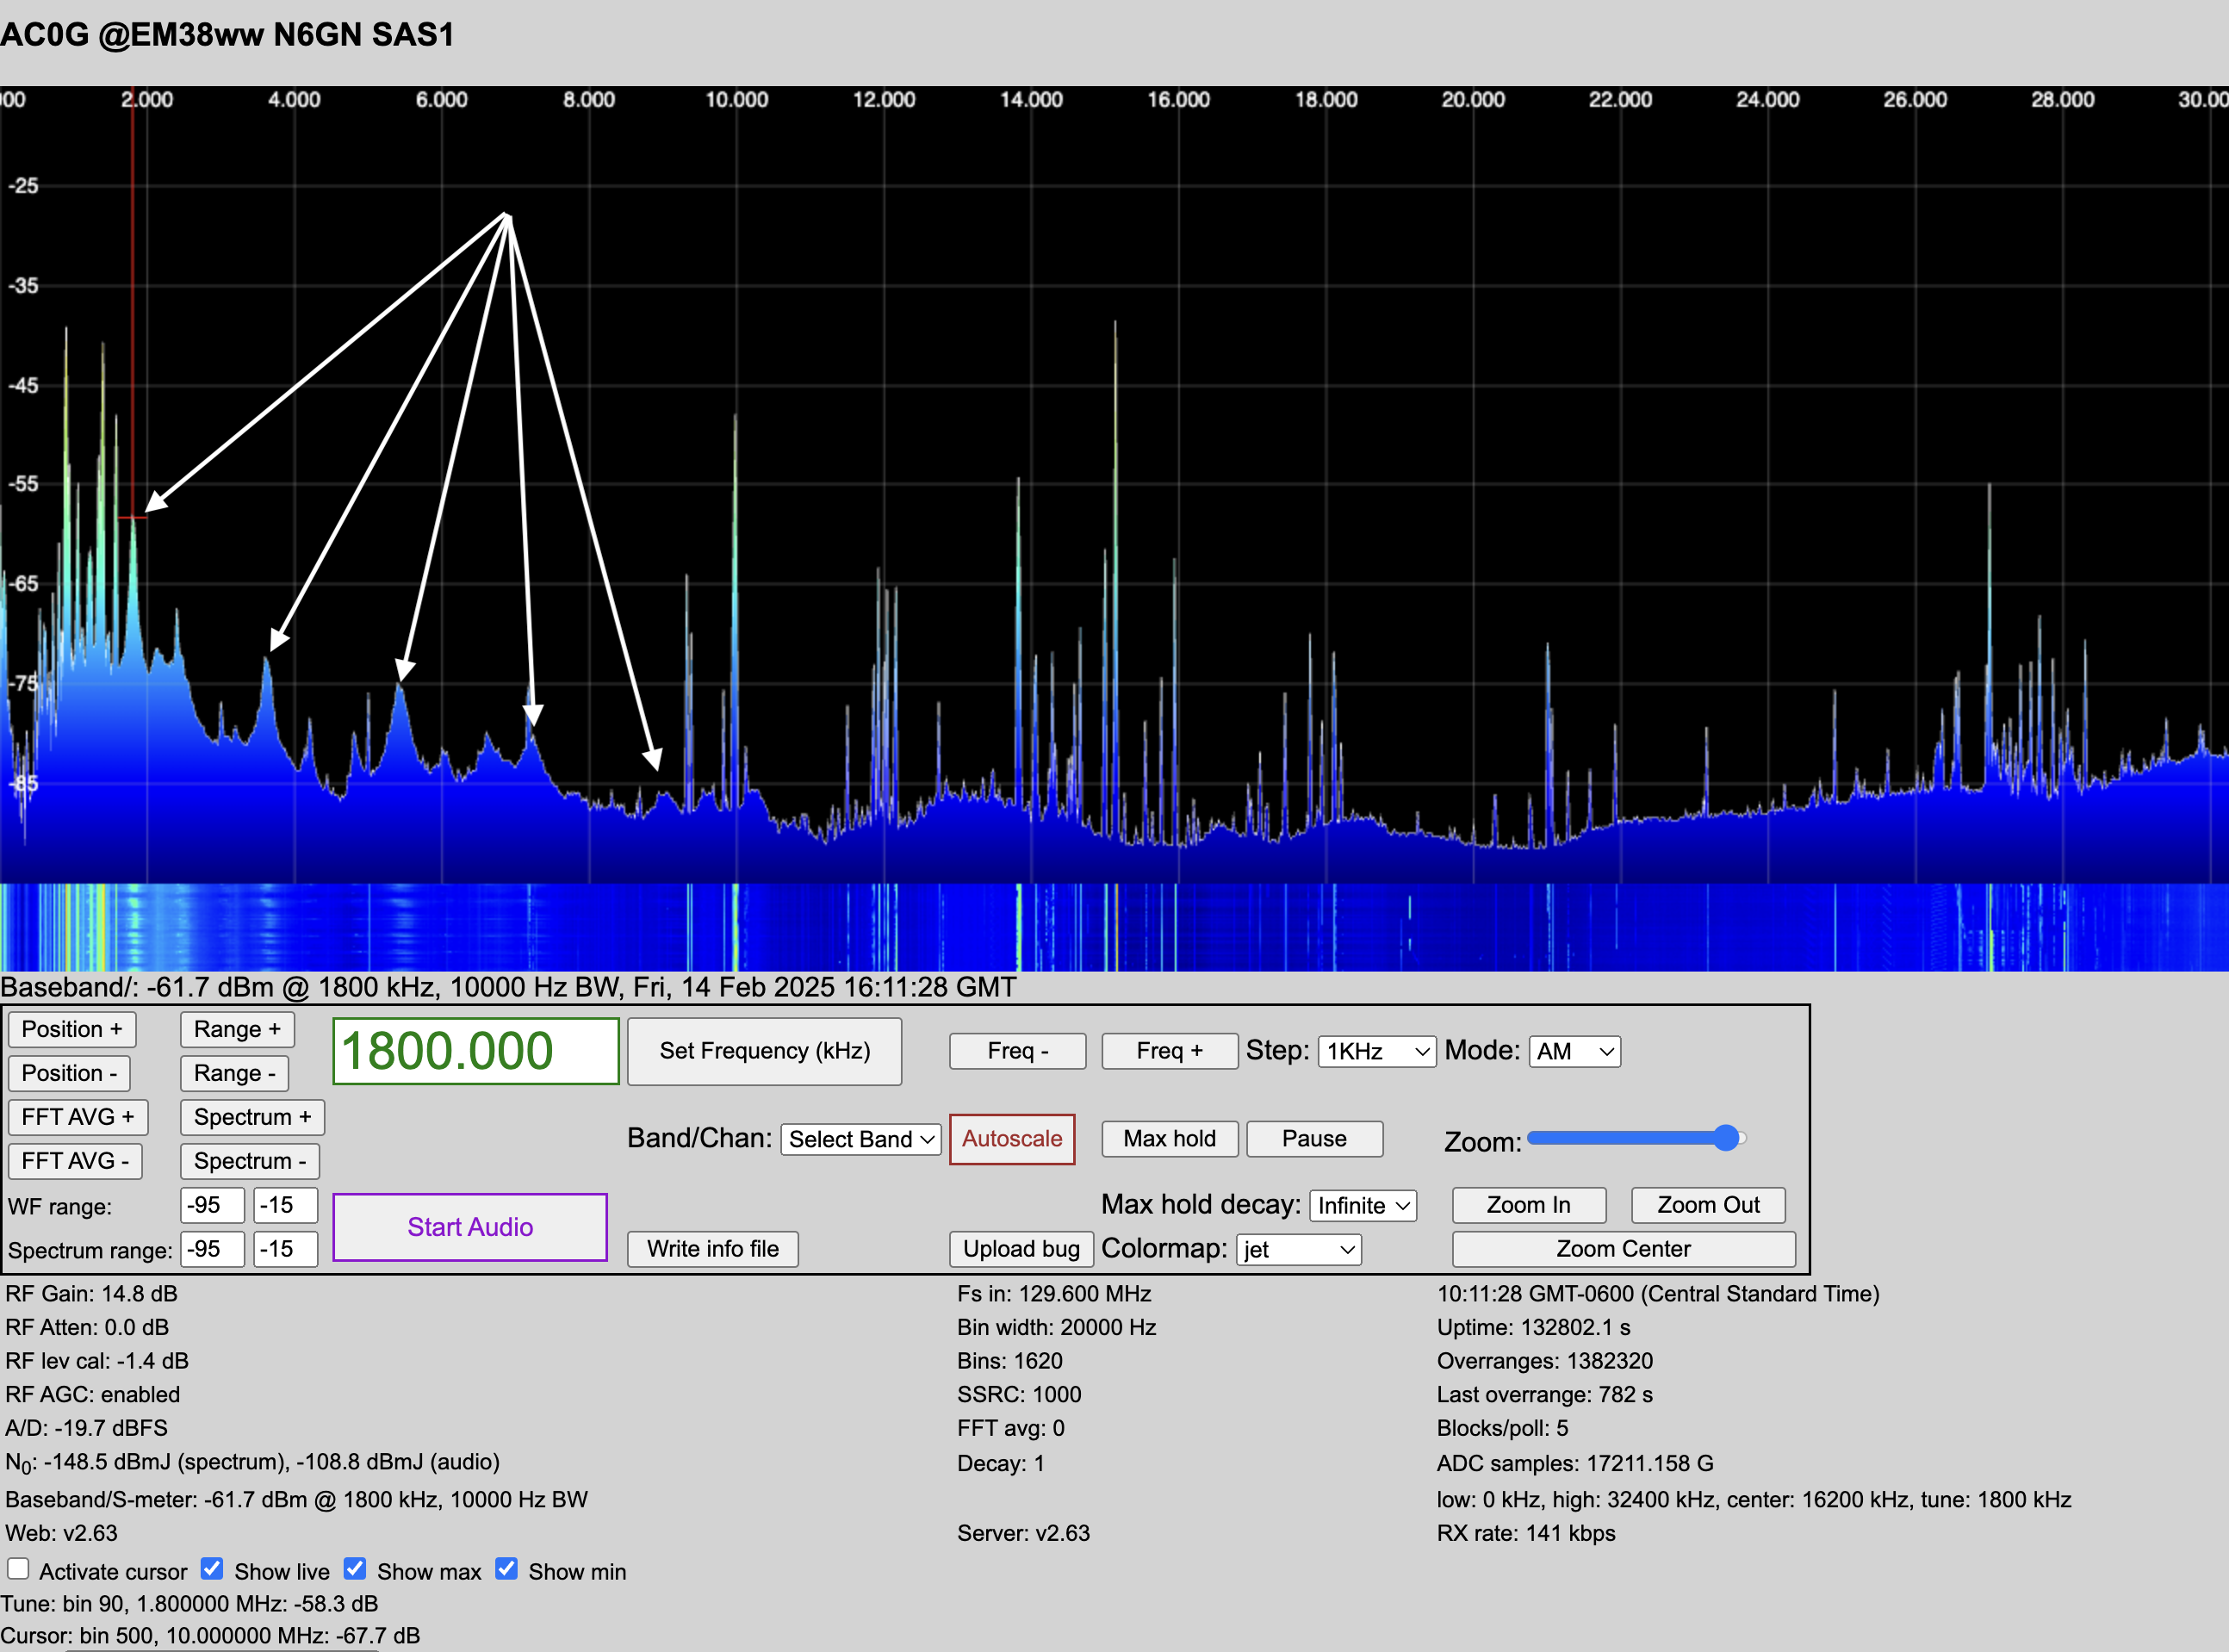 AC0G @EM38ww N6GN SAS1
000 2.000 4.000 6.000 8.000 10.000 12.000 14.000 16.000 18.000 20.000 22.000 24.000 26.000 28.000 30.00
-25
-35
-45
-55
-65
-75
-85
Baseband/: -61.7 dBm @ 1800 kHz, 10000 Hz BW, Fri, 14 Feb 2025 16:11:28 GMT
Position + Range + 1800.000 Set Frequency (kHz) Freq - Freq + Step: 1KHz Mode: AM
Position - Range -
FFT AVG + Spectrum + Band/Chan: Select Band Autoscale Max hold Pause Zoom:
FFT AVG - Spectrum -
WF range: -95 -15 Start Audio Max hold decay: Infinite Zoom In Zoom Out
Spectrum range: -95 -15 Write info file Upload bug Colormap: jet Zoom Center
RF Gain: 14.8 dB Fs in: 129.600 MHz 10:11:28 GMT-0600 (Central Standard Time)
RF Atten: 0.0 dB Bin width: 20000 Hz Uptime: 132802.1 s
RF lev cal: -1.4 dB Bins: 1620 Overranges: 1382320
RF AGC: enabled SSRC: 1000 Last overrange: 782 s
A/D: -19.7 dBFS FFT avg: 0 Blocks/poll: 5
N0: -148.5 dBmJ (spectrum), -108.8 dBmJ (audio) Decay: 1 ADC samples: 17211.158 G
Baseband/S-meter: -61.7 dBm @ 1800 kHz, 10000 Hz BW low: 0 kHz, high: 32400 kHz, center: 16200 kHz, tune: 1800 kHz
Web: v2.63 Server: v2.63 RX rate: 141 kbps
Activate cursor Show live Show max Show min
Tune: bin 90, 1.800000 MHz: -58.3 dB
Cursor: bin 500, 10.000000 MHz: -67.7 dB